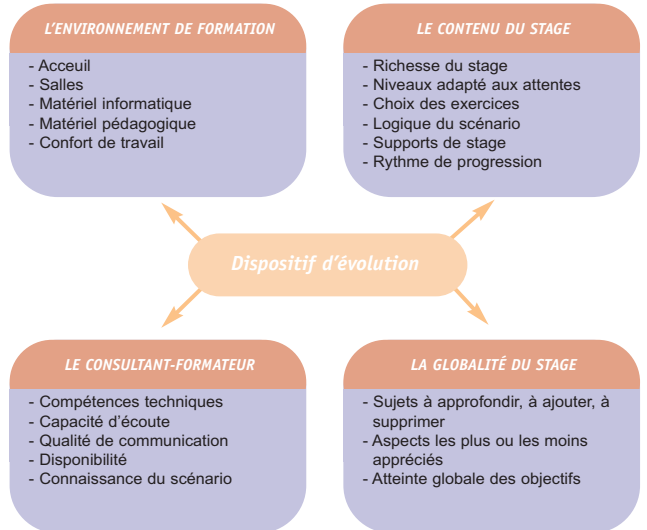 L'ENVIRONNEMENT DE FORMATION
- Acceuil
- Salles
- Matériel informatique
- Matériel pédagogique
- Confort de travail
LE CONTENU DU STAGE
- Richesse du stage
- Niveaux adapté aux attentes
- Choix des exercices
- Logique du scénario
- Supports de stage
- Rythme de progression
Dispositif d'évolution
LE CONSULTANT-FORMATEUR
- Compétences techniques
- Capacité d'écoute
- Qualité de communication
- Disponibilité
- Connaissance du scénario
LA GLOBALITÉ DU STAGE
- Sujets à approfondir, à ajouter, à
supprimer
- Aspects les plus ou les moins
appréciés
- Atteinte globale des objectifs